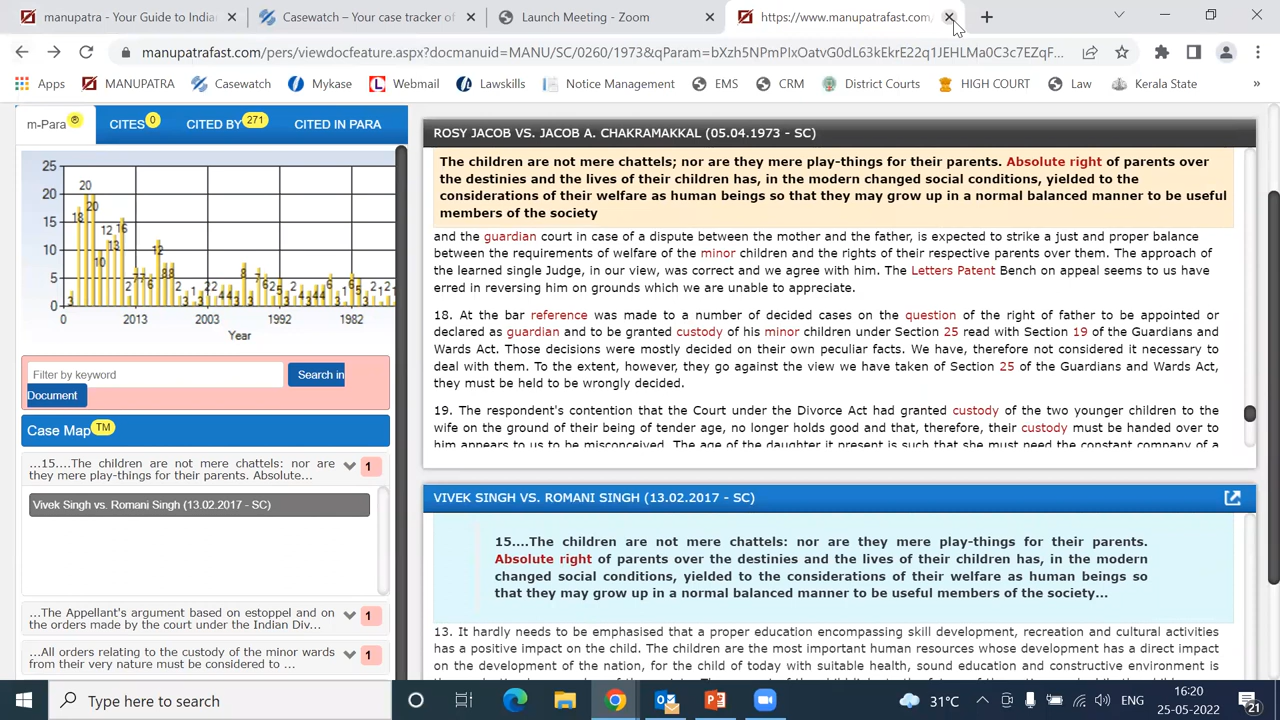 manupatra - Your Guide to India
Casewatch – Your case tracker of
Launch Meeting - Zoom
https://www.manupatrafast.com/
manupatrafast.com/pers/viewdocfeature.aspx?docmanuid=MANU/SC/0260/1973&qParam=bXzh5NPmPIxOatvG0dL63kEkrE22q1JEHLMa0C3c7EZqF...
Apps
MANUPATRA
Casewatch
Mykase
Webmail
Lawskills
Notice Management
EMS
CRM
District Courts
HIGH COURT
Law
Kerala State
»
m-Para ®
CITES 0
CITED BY 271
CITED IN PARA
25
20
15
10
5
0
0 2013 2003 1992 1982
Year
Filter by keyword
Search in
Document
Case Map TM
...15....The children are not mere chattels: nor are
they mere play-things for their parents. Absolute...
1
Vivek Singh vs. Romani Singh (13.02.2017 - SC)
...The Appellant's argument based on estoppel and on
the orders made by the court under the Indian Div...
1
...All orders relating to the custody of the minor wards
from their very nature must be considered to ...
1
ROSY JACOB VS. JACOB A. CHAKRAMAKKAL (05.04.1973 - SC)
The children are not mere chattels; nor are they mere play-things for their parents. Absolute right of parents over
the destinies and the lives of their children has, in the modern changed social conditions, yielded to the
considerations of their welfare as human beings so that they may grow up in a normal balanced manner to be useful
members of the society
and the guardian court in case of a dispute between the mother and the father, is expected to strike a just and proper balance
between the requirements of welfare of the minor children and the rights of their respective parents over them. The approach of
the learned single Judge, in our view, was correct and we agree with him. The Letters Patent Bench on appeal seems to us have
erred in reversing him on grounds which we are unable to appreciate.
18. At the bar reference was made to a number of decided cases on the question of the right of father to be appointed or
declared as guardian and to be granted custody of his minor children under Section 25 read with Section 19 of the Guardians and
Wards Act. Those decisions were mostly decided on their own peculiar facts. We have, therefore not considered it necessary to
deal with them. To the extent, however, they go against the view we have taken of Section 25 of the Guardians and Wards Act,
they must be held to be wrongly decided.
19. The respondent's contention that the Court under the Divorce Act had granted custody of the two younger children to the
wife on the ground of their being of tender age, no longer holds good and that, therefore, their custody must be handed over to
him appears to us to be misconceived. The age of the daughter it present is such that she must need the constant company of a
VIVEK SINGH VS. ROMANI SINGH (13.02.2017 - SC)
15....The children are not mere chattels: nor are they mere play-things for their parents.
Absolute right of parents over the destinies and the lives of their children has, in the modern
changed social conditions, yielded to the considerations of their welfare as human beings so
that they may grow up in a normal balanced manner to be useful members of the society...
13. It hardly needs to be emphasised that a proper education encompassing skill development, recreation and cultural activities
has a positive impact on the child. The children are the most important human resources whose development has a direct impact
on the development of the nation, for the child of today with suitable health, sound education and constructive environment is
Type here to search
31°C
ENG
16:20
25-05-2022
21